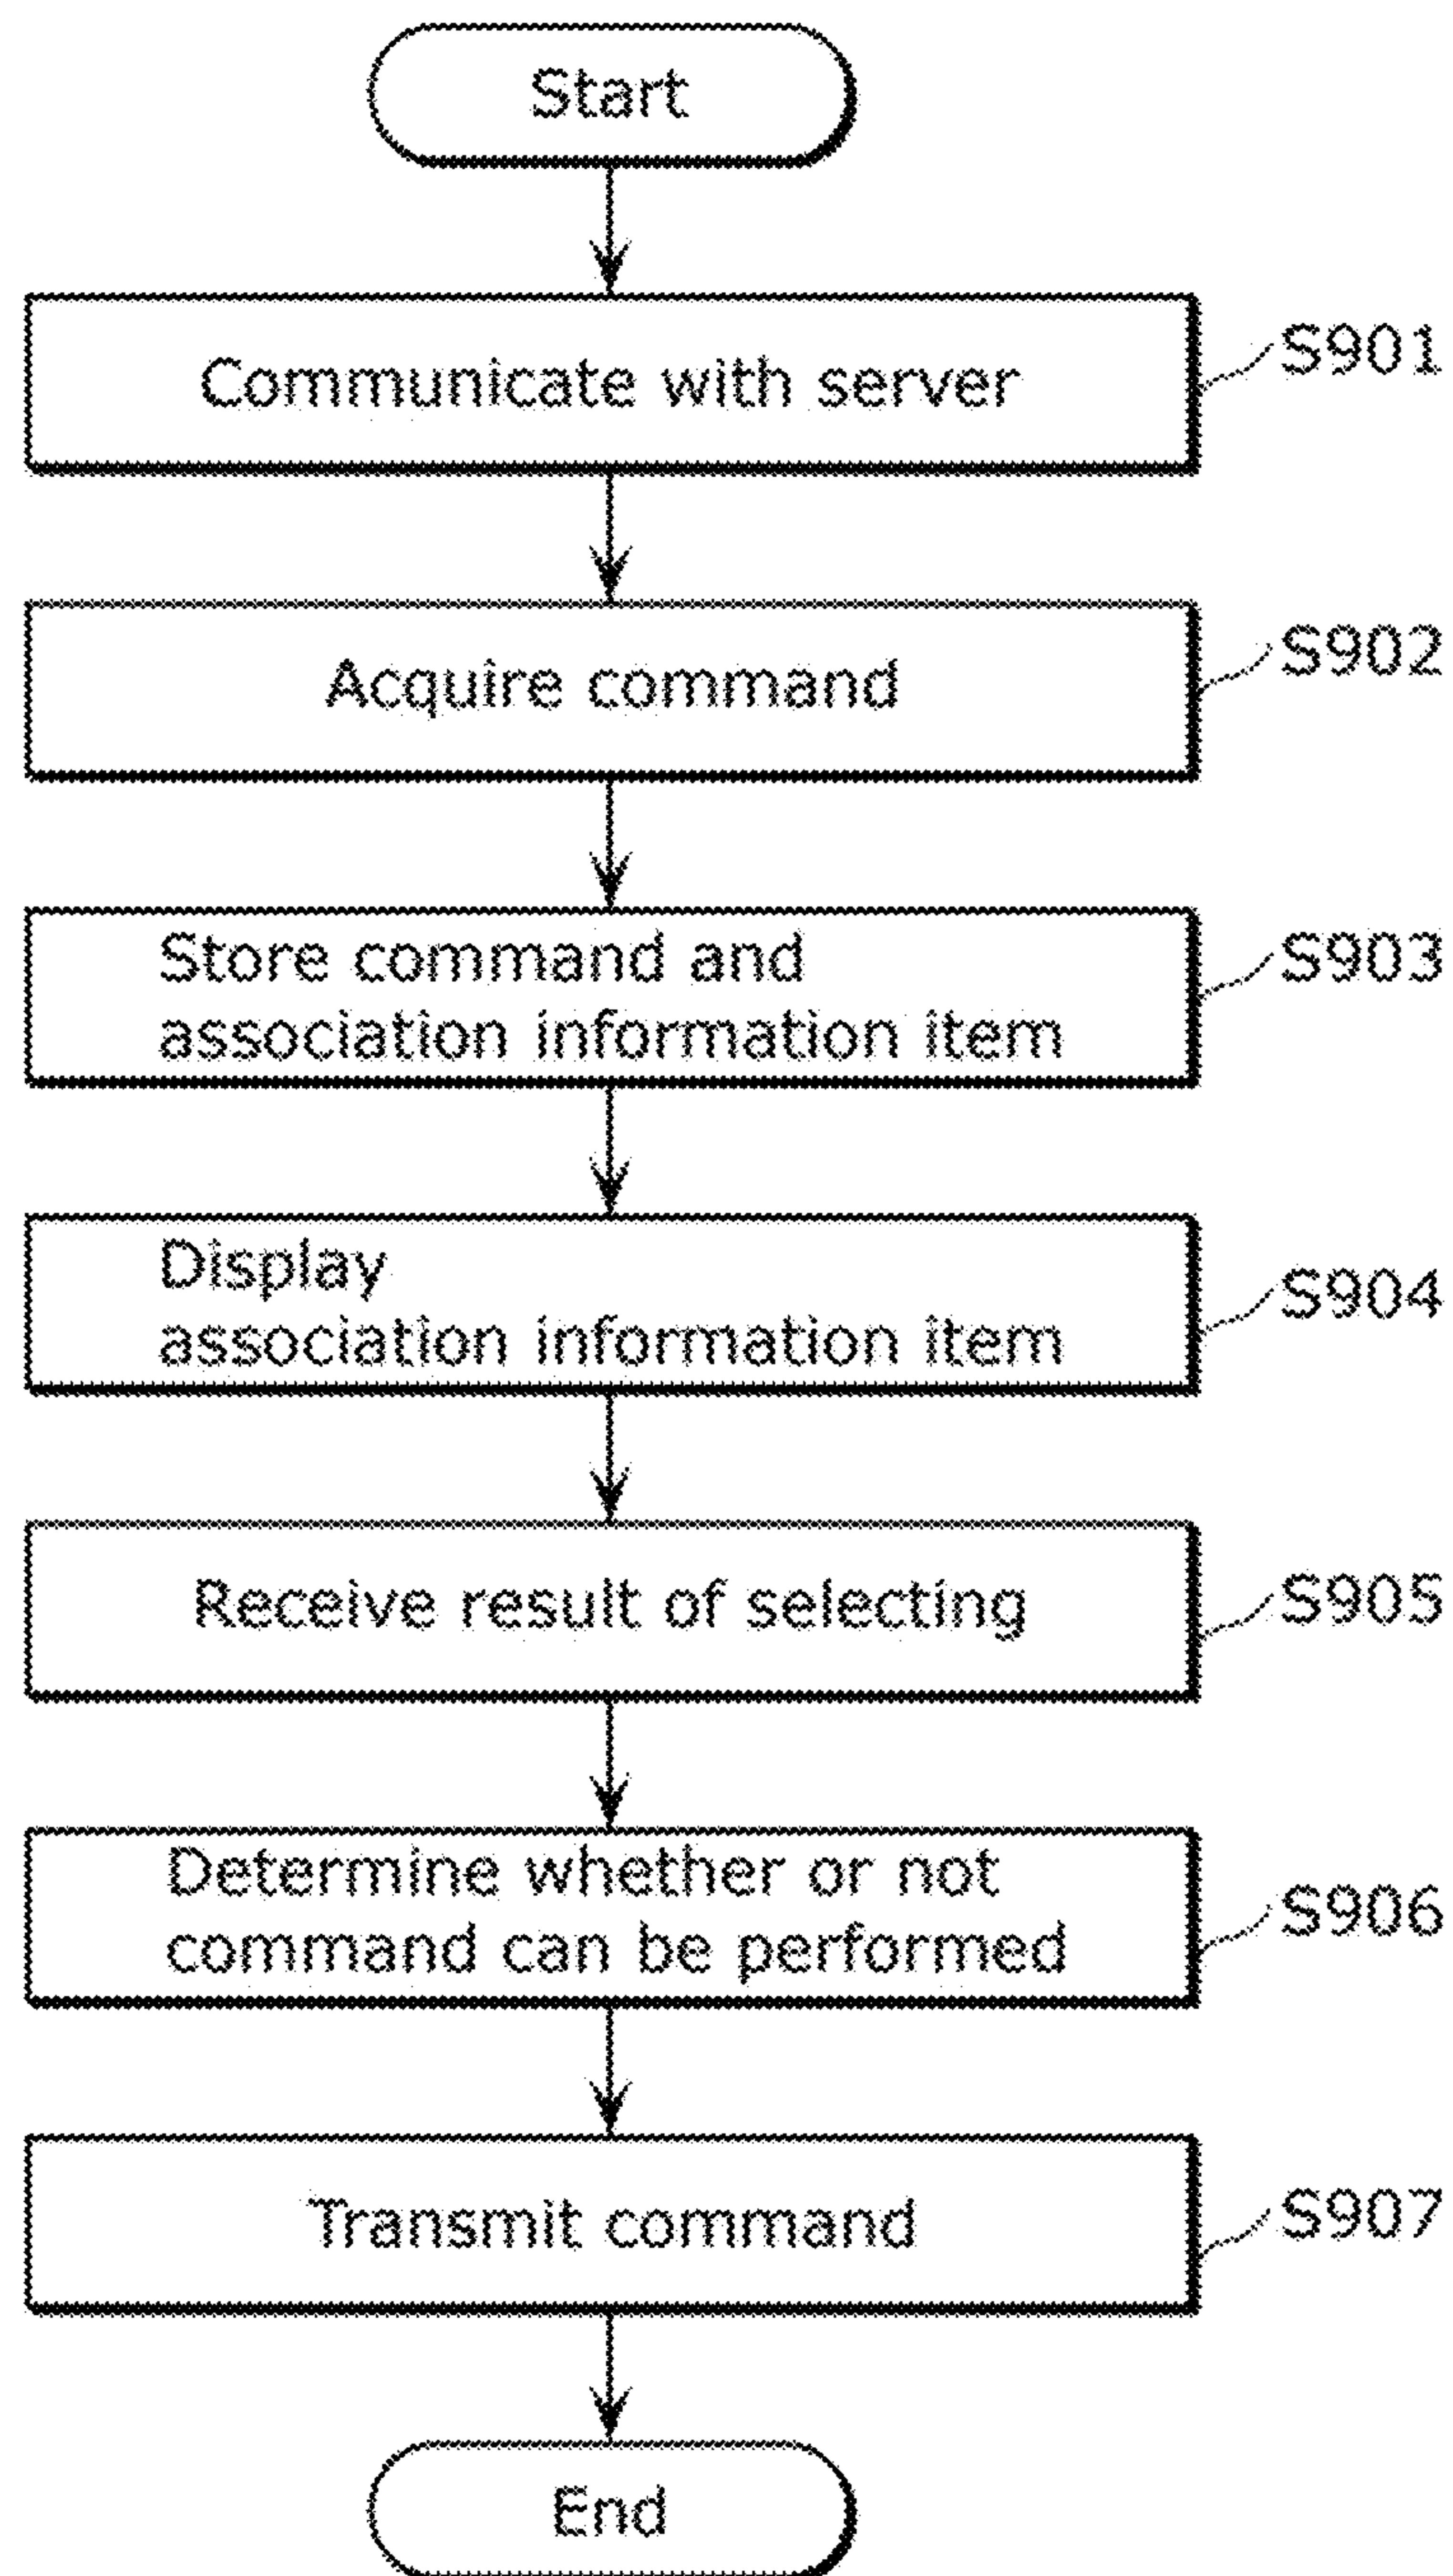 Start
Communicate with server
S901
Acquire command
S902
Store command and
association information item
S903
Display
association information item
S904
Receive result of selecting
S905
Determine whether or not
command can be performed
S906
Transmit command
S907
End